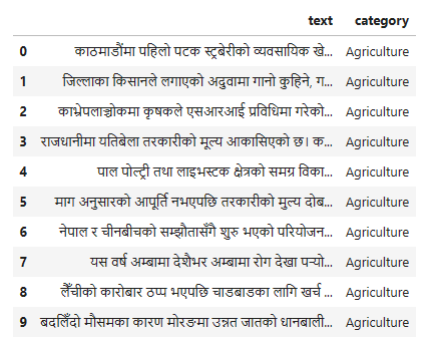 text category
0 काठमाडौंमा पहिलो पटक स्ट्रबेरीको व्यवसायिक खे... Agriculture
1 जिल्लाका किसानले लगाएको अदुवामा गानो कुहिने, ग... Agriculture
2 काभ्रेपलाञ्चोकमा कृषकले एसआरआई प्रविधिमा गरेको... Agriculture
3 राजधानीमा यतिबेला तरकारीको मूल्य आकासिएको छ। क... Agriculture
4 पाल पोल्ट्री तथा लाइभस्टक क्षेत्रको समग्र विका... Agriculture
5 माग अनुसारको आपूर्ति नभएपछि तरकारीको मुल्य दोब... Agriculture
6 नेपाल र चीनबीचको सम्झौतासँगै शुरु भएको परियोजन... Agriculture
7 यस वर्ष अम्बामा देशैभर अम्बामा रोग देखा पऱ्यो... Agriculture
8 लैँचीको कारोबार ठप्प भएपछि चाडबाडका लागि खर्च ... Agriculture
9 बदलिँदो मौसमका कारण मोरङमा उन्नत जातको धानबाली... Agriculture